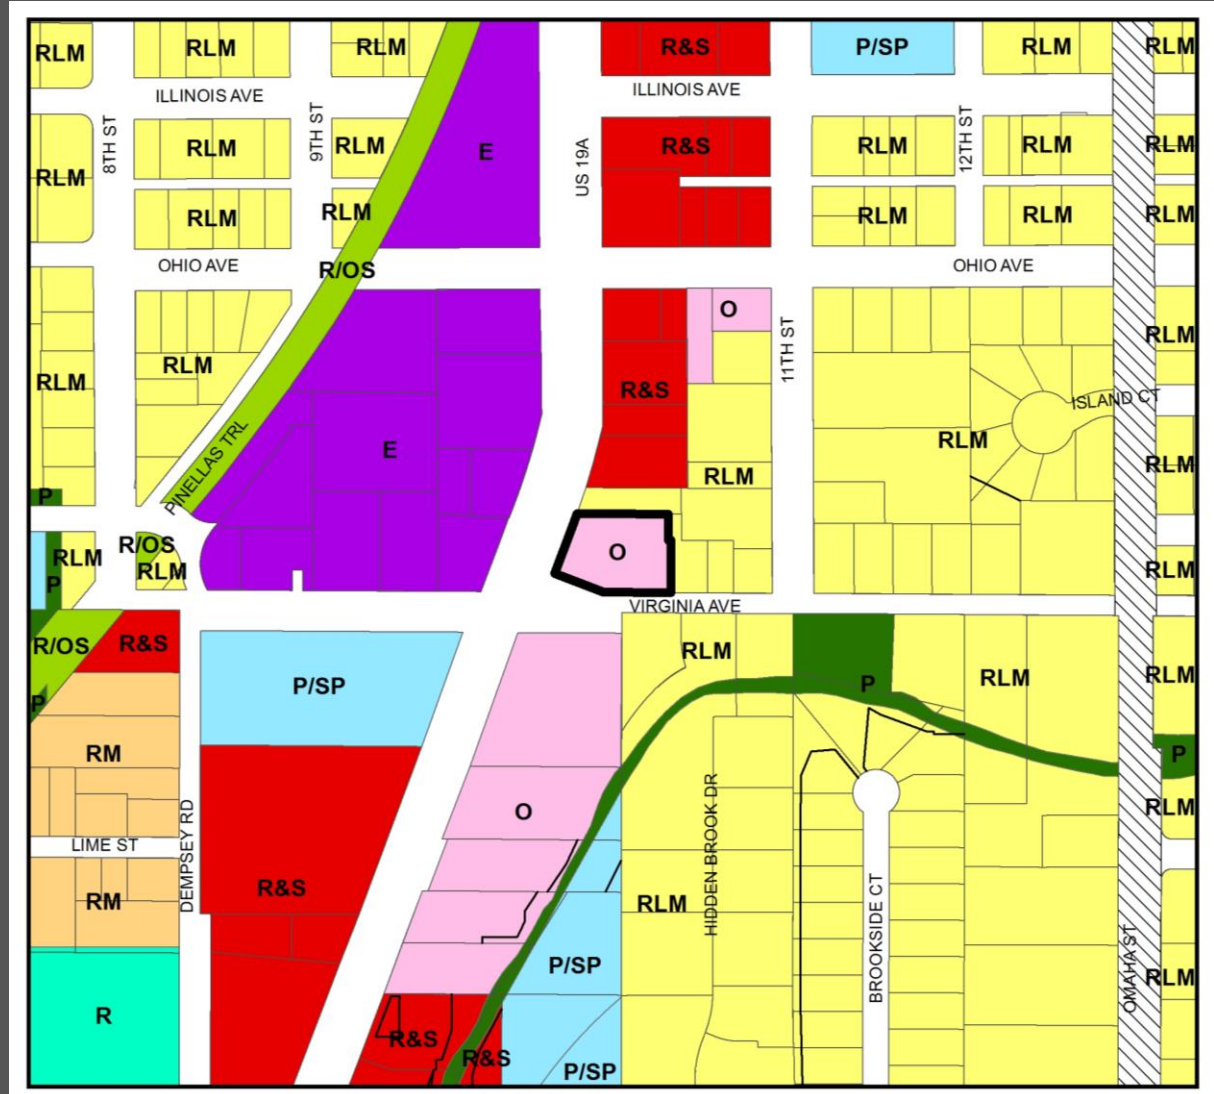 RLM
RLM
RLM
R&S
P/SP
RLM
RLM
ILLINOIS AVE
ILLINOIS AVE
8TH ST
9TH ST
US 19A
12TH ST
RLM
RLM
E
R&S
RLM
RLM
RLM
RLM
RLM
RLM
RLM
RLM
RLM
OHIO AVE
R/OS
OHIO AVE
O
11TH ST
RLM
RLM
RLM
R&S
ISLAND CT
PINELLAS TRL
E
RLM
RLM
RLM
P
R/OS
RLM
RLM
P
O
RLM
VIRGINIA AVE
R/OS
R&S
RLM
P/SP
P
RLM
RLM
P
RM
P
O
HIDDEN BROOK DR
RLM
DEMPSEY RD
LIME ST
R&S
RM
RLM
BROOKSIDE CT
P/SP
OMAHA ST
RLM
R
R&S
R&S
P/SP